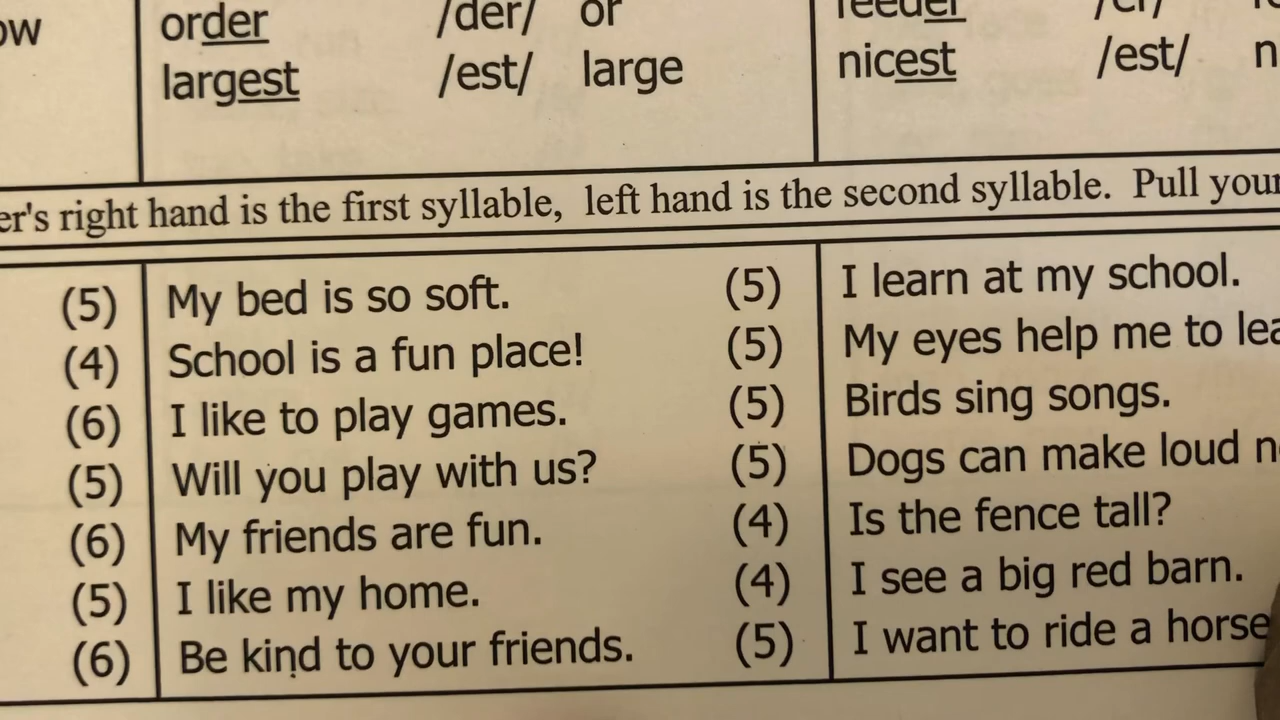 ow order /der/ or feeder /er/
largest /est/ large nicest /est/ n
er's right hand is the first syllable, left hand is the second syllable. Pull your
(5) My bed is so soft. (5) I learn at my school.
(4) School is a fun place! (5) My eyes help me to lea
(6) I like to play games. (5) Birds sing songs.
(5) Will you play with us? (5) Dogs can make loud n
(6) My friends are fun. (4) Is the fence tall?
(5) I like my home. (4) I see a big red barn.
(6) Be kind to your friends. (5) I want to ride a horse